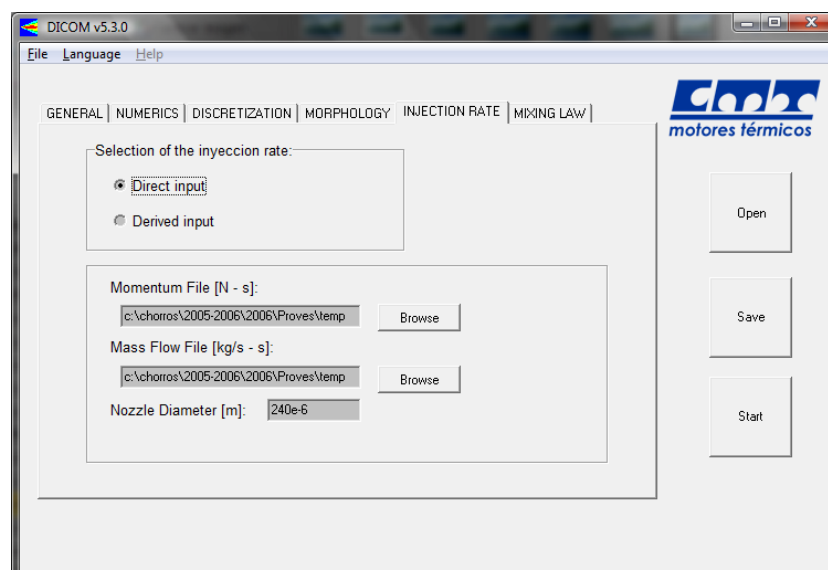 DICOM v5.3.0
File Language Help
GENERAL NUMERICS DISCRETIZATION MORPHOLOGY INJECTION RATE MIXING LAW
Selection of the inyeccion rate:
Direct input
Derived input
Momentum File [N - s]:
c:\chorros\2005-2006\2006\Proves\temp
Browse
Mass Flow File [kg/s - s]:
c:\chorros\2005-2006\2006\Proves\temp
Browse
Nozzle Diameter [m]:
240e-6
motores térmicos
Open
Save
Start